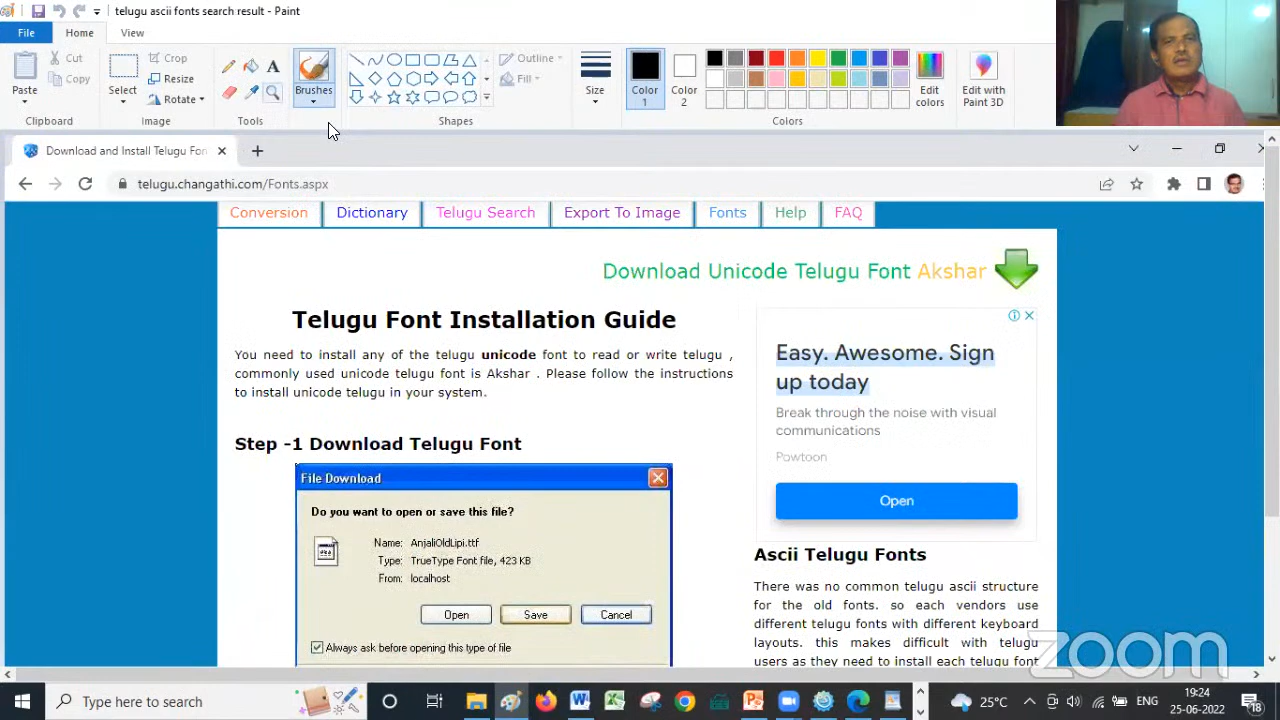 telugu ascii fonts search result - Paint
File
Home
View
Paste
Cut
Copy
Clipboard
Select
Crop
Resize
Rotate
Image
A
Tools
Brushes
Shapes
Outline
Fill
Size
Color 1
Color 2
Colors
Edit colors
Edit with Paint 3D
Download and Install Telugu Fon
telugu.changathi.com/Fonts.aspx
Conversion
Dictionary
Telugu Search
Export To Image
Fonts
Help
FAQ
Download Unicode Telugu Font Akshar
Telugu Font Installation Guide
You need to install any of the telugu unicode font to read or write telugu ,
commonly used unicode telugu font is Akshar . Please follow the instructions
to install unicode telugu in your system.
Step -1 Download Telugu Font
File Download
Do you want to open or save this file?
Name: AnjaliOldLipi.ttf
Type: TrueType Font file, 423 KB
From: localhost
Open
Save
Cancel
Always ask before opening this type of file
Easy. Awesome. Sign
up today
Break through the noise with visual
communications
Powtoon
Open
Ascii Telugu Fonts
There was no common telugu ascii structure
for the old fonts. so each vendors use
different telugu fonts with different keyboard
layouts. this makes difficult with telugu
users as they need to install each telugu font
zoom
Type here to search
25°C
ENG
19:24
25-06-2022
18